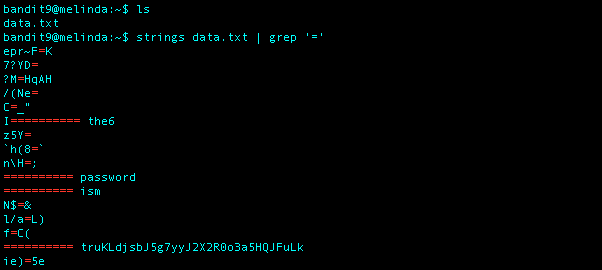 bandit9@melinda:~$ ls
data.txt
bandit9@melinda:~$ strings data.txt | grep '='
epr~F=K
7?YD=
?M=HqAH
/(Ne=
C=_"
I========== the6
z5Y=
`h(8=`
n\H=;
========== password
========== ism
N$=&
l/a=L)
f=C(
========== truKLdjsbJ5g7yyJ2X2R0o3a5HQJFuLk
ie)=5e